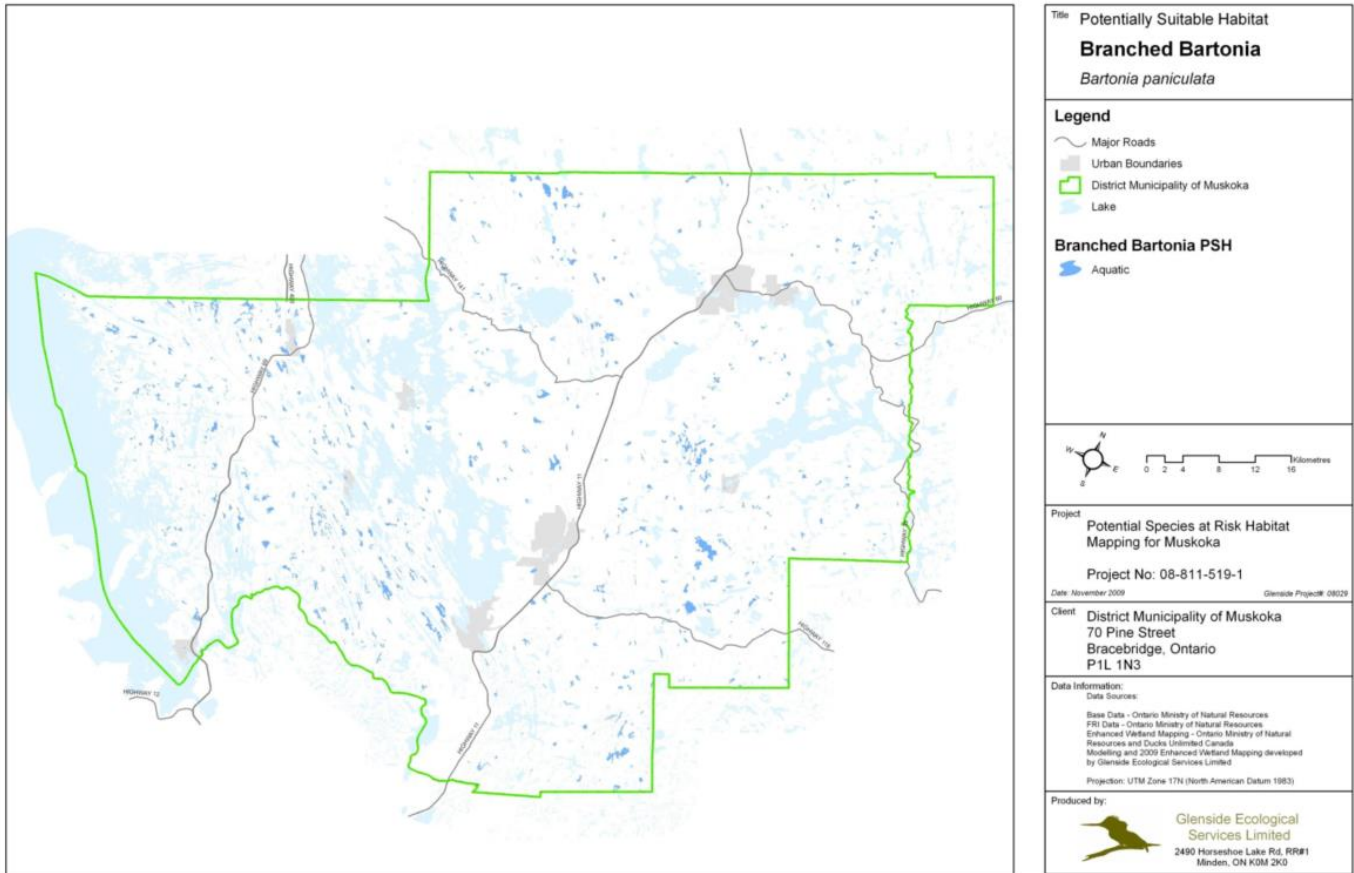 Title Potentially Suitable Habitat
Branched Bartonia
Bartonia paniculata
Legend
Major Roads
Urban Boundaries
District Municipality of Muskoka
Lake
Branched Bartonia PSH
Aquatic
N
W
E
S
0 2 4 8 12 16 Kilometres
Project
Potential Species at Risk Habitat
Mapping for Muskoka
Project No: 08-811-519-1
Date: November 2009 Glenside Project#: 08029
Client District Municipality of Muskoka
70 Pine Street
Bracebridge, Ontario
P1L 1N3
Data Information:
Data Sources:
Base Data - Ontario Ministry of Natural Resources
FRI Data - Ontario Ministry of Natural Resources
Enhanced Wetland Mapping - Ontario Ministry of Natural
Resources and Ducks Unlimited Canada
Modelling and 2009 Enhanced Wetland Mapping developed
by Glenside Ecological Services Limited
Projection: UTM Zone 17N (North American Datum 1983)
Produced by:
Glenside Ecological
Services Limited
2490 Horseshoe Lake Rd, RR#1
Minden, ON K0M 2K0
HIGHWAY 141
HIGHWAY 60
HIGHWAY 69
HIGHWAY 11
HIGHWAY 118
HIGHWAY 12
HIGHWAY 11